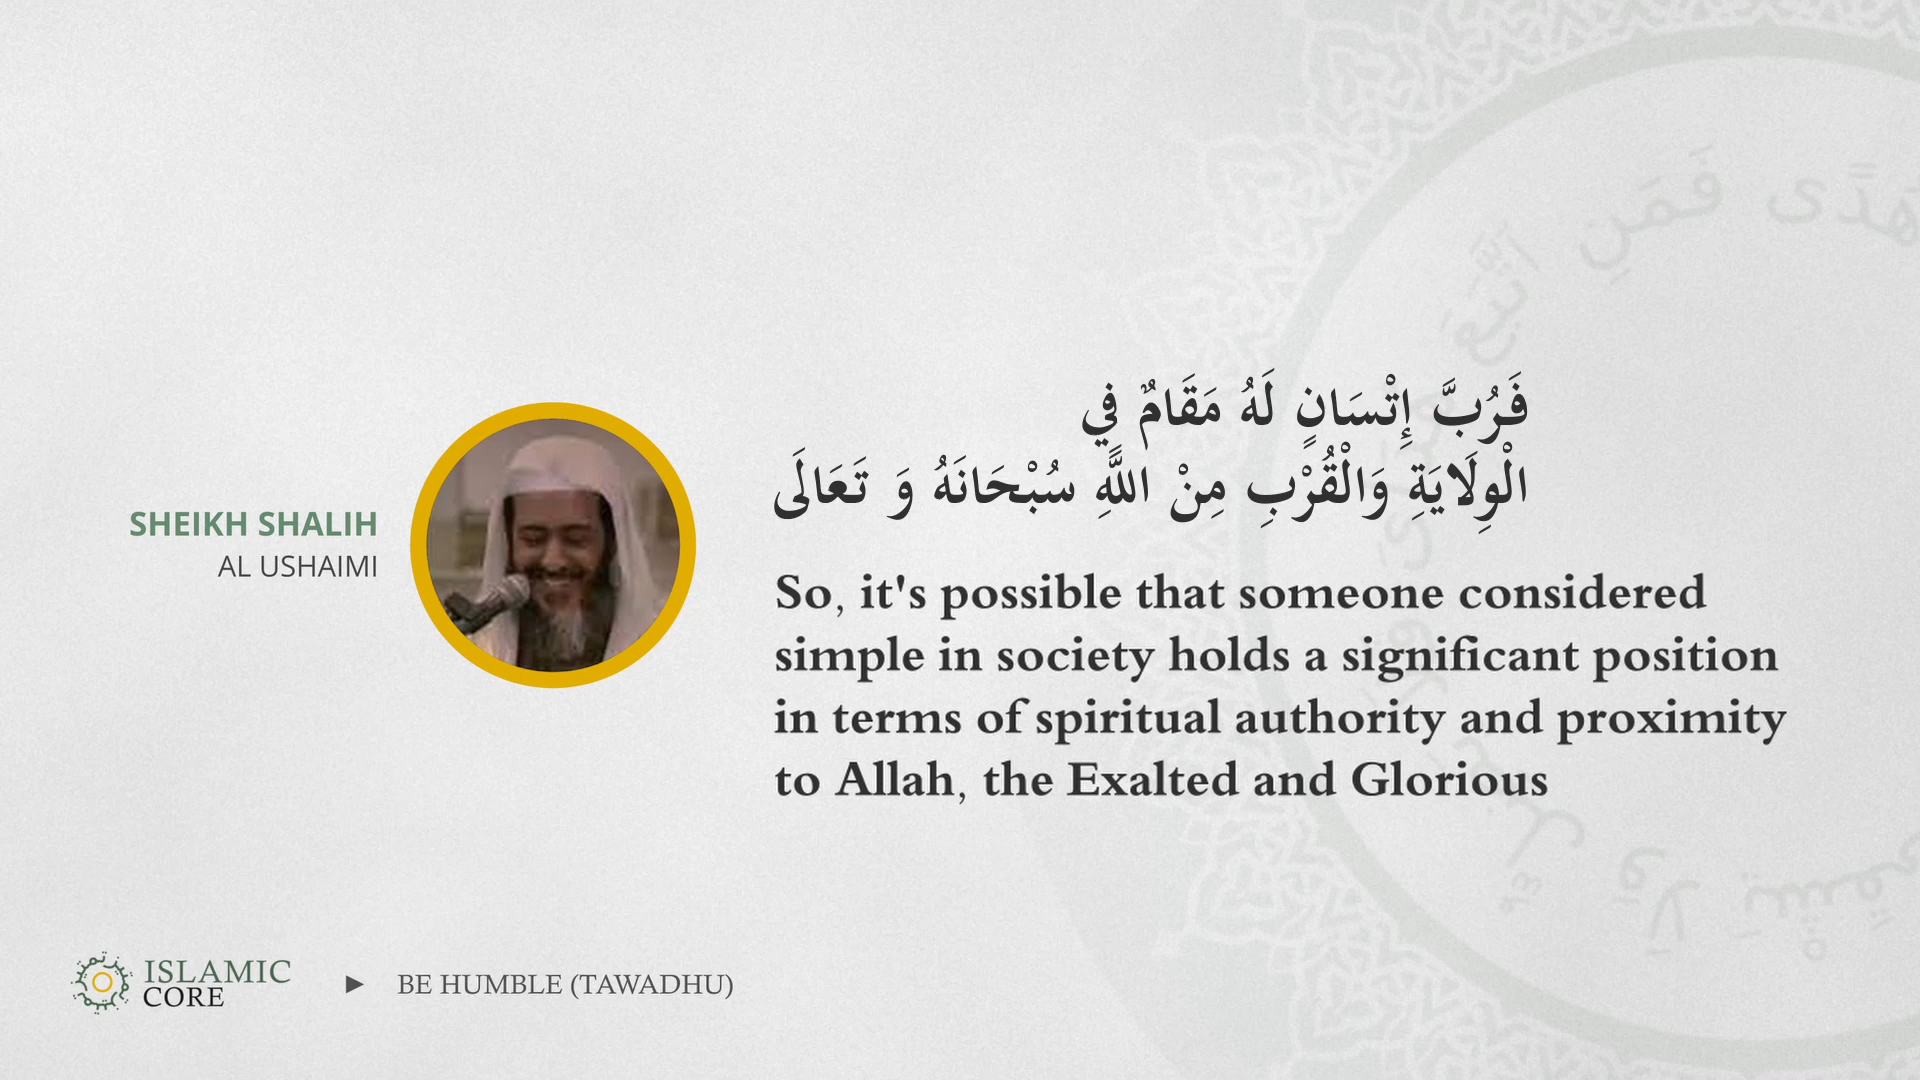 فَرُبَّ إِتْسَانٍ لَهُ مَقَامٌ فِي
الْوِلَايَةِ وَالْقُرْبِ مِنْ اللَّهِ سُبْحَانَهُ وَ تَعَالَى
SHEIKH SHALIH
AL USHAIMI
So, it's possible that someone considered
simple in society holds a significant position
in terms of spiritual authority and proximity
to Allah, the Exalted and Glorious
ISLAMIC
CORE
BE HUMBLE (TAWADHU)
هُدًى فَمَنِ اتَّبَعَ